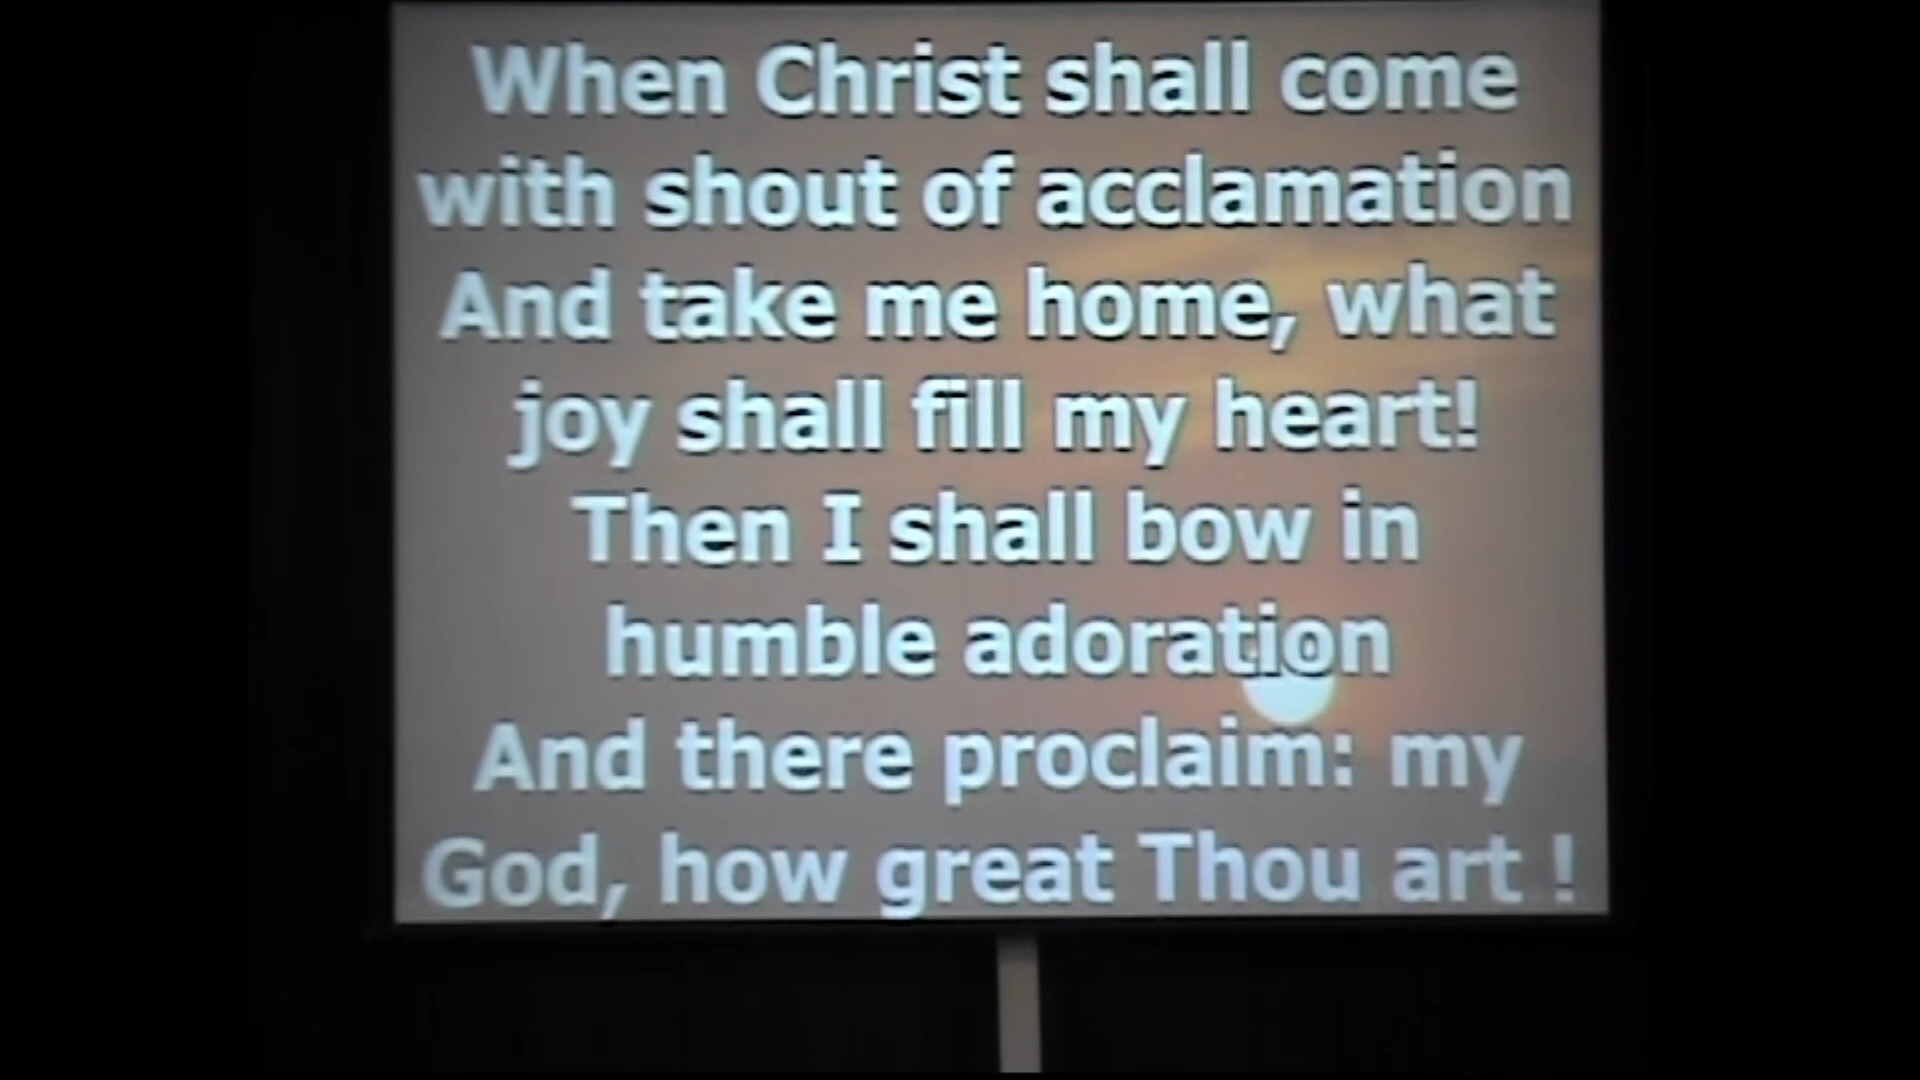 When Christ shall come
with shout of acclamation
And take me home, what
joy shall fill my heart!
Then I shall bow in
humble adoration
And there proclaim: my
God, how great Thou art !